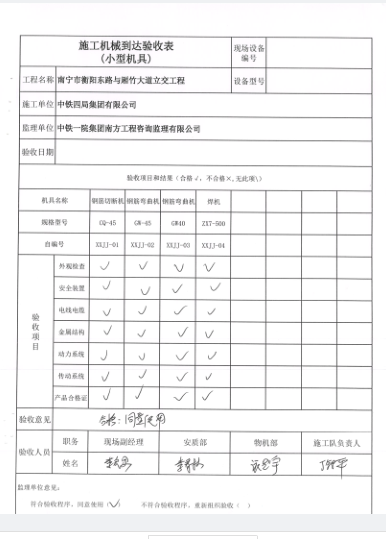 施工机械到达验收表
(小型机具)
现场设备编号
工程名称 南宁市衡阳东路与厢竹大道立交工程 设备型号
施工单位 中铁四局集团有限公司
监理单位 中铁一院集团南方工程咨询监理有限公司
验收日期
验收项目和结果(合格√,不合格×,无此项\)
机具名称 钢筋切断机 钢筋弯曲机 钢筋弯曲机 焊机
规格型号 GQ-45 GW-45 GW40 ZX7-500
自编号 XXJJ-01 XXJJ-02 XXJJ-03 XXJJ-04
验收项目
外观检查 √ √ √ √
安全装置 √ √ √ √
电线电缆 √ √ √ √
金属结构 √ √ √ √
动力系统 √ √ √ √
传动系统 √ √ √ √
产品合格证 √ √ √ √
验收意见 合格:同意使用
验收人员 职务 现场副经理 安质部 物机部 施工队负责人
姓名
监理单位意见:
符合验收程序,同意使用(√) 不符合验收程序,重新组织验收( )